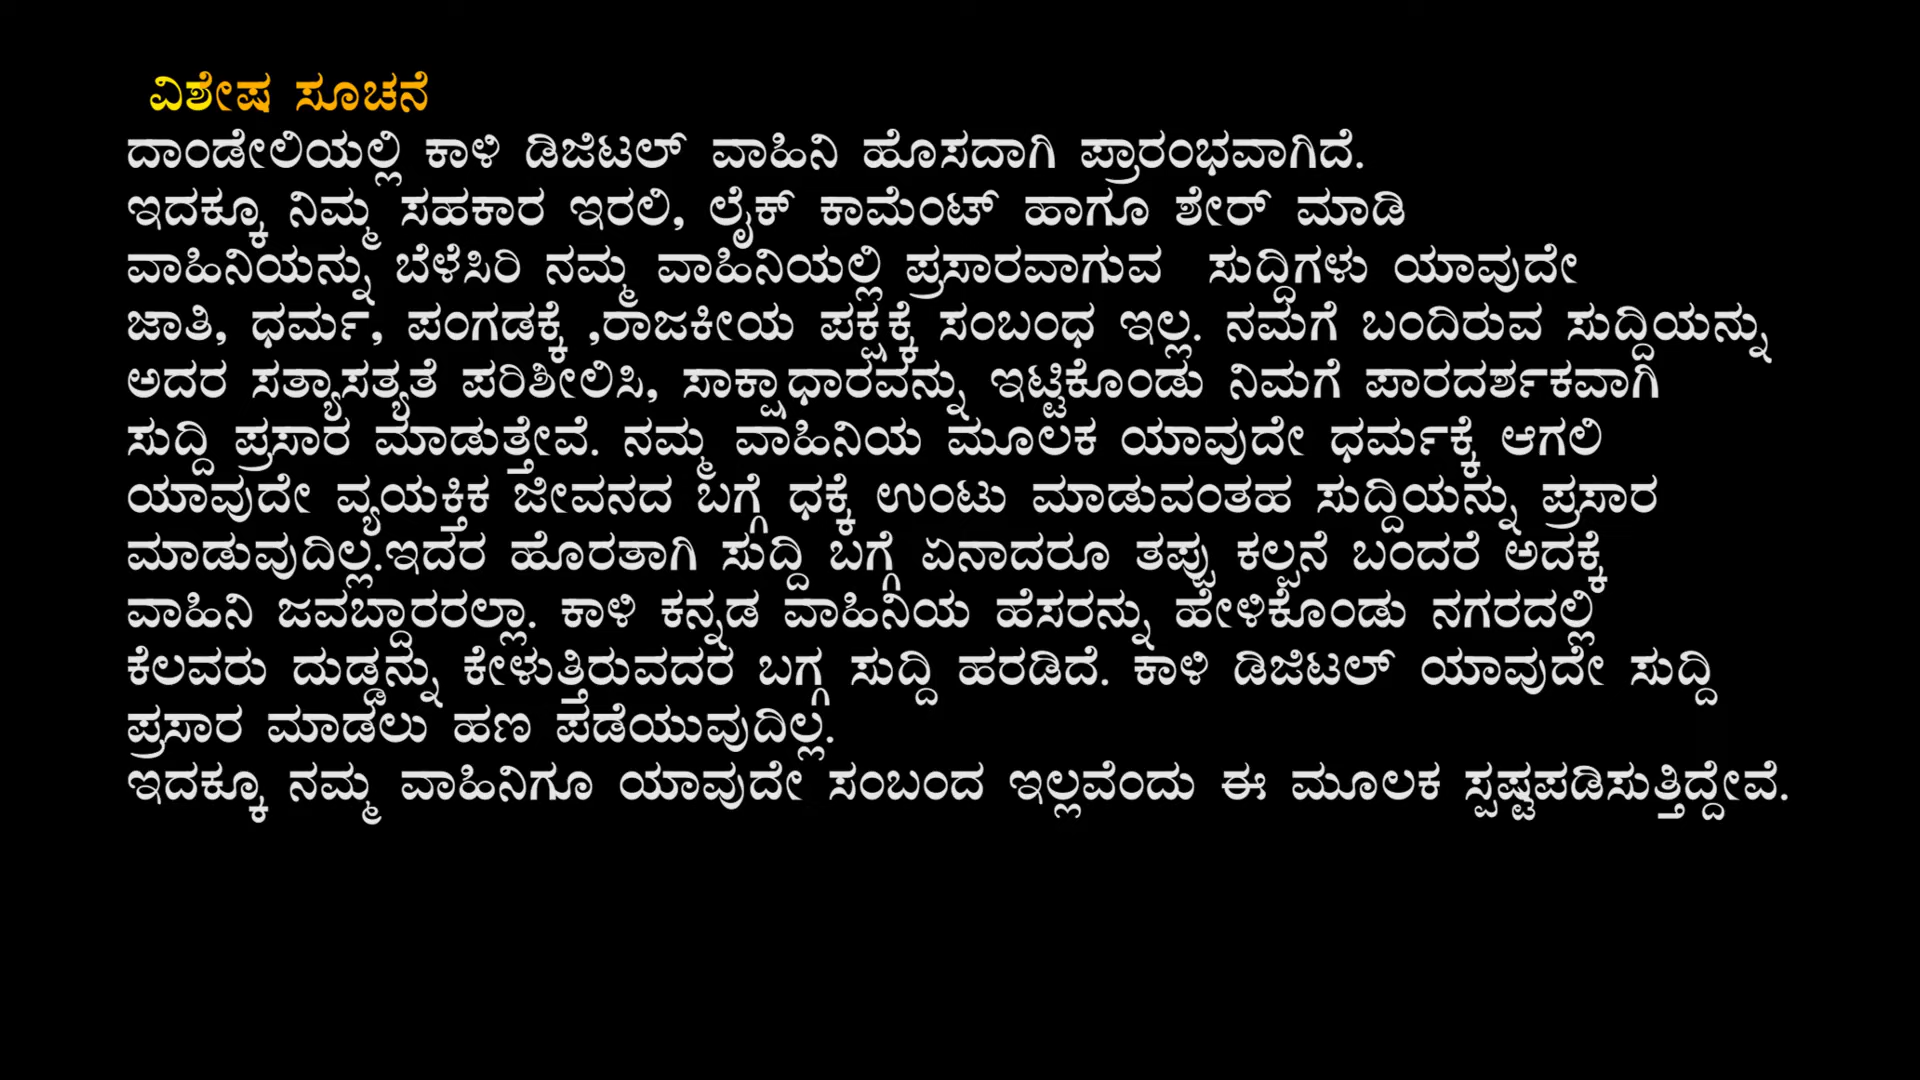 ವಿಶೇಷ ಸೂಚನೆ
ದಾಂಡೇಲಿಯಲ್ಲಿ ಕಾಳಿ ಡಿಜಿಟಲ್ ವಾಹಿನಿ ಹೊಸದಾಗಿ ಪ್ರಾರಂಭವಾಗಿದೆ.
ಇದಕ್ಕೂ ನಿಮ್ಮ ಸಹಕಾರ ಇರಲಿ, ಲೈಕ್ ಕಾಮೆಂಟ್ ಹಾಗೂ ಶೇರ್ ಮಾಡಿ
ವಾಹಿನಿಯನ್ನು ಬೆಳೆಸಿರಿ ನಮ್ಮ ವಾಹಿನಿಯಲ್ಲಿ ಪ್ರಸಾರವಾಗುವ ಸುದ್ದಿಗಳು ಯಾವುದೇ
ಜಾತಿ, ಧರ್ಮ, ಪಂಗಡಕ್ಕೆ ,ರಾಜಕೀಯ ಪಕ್ಷಕ್ಕೆ ಸಂಬಂಧ ಇಲ್ಲ. ನಮಗೆ ಬಂದಿರುವ ಸುದ್ದಿಯನ್ನು
ಅದರ ಸತ್ಯಾಸತ್ಯತೆ ಪರಿಶೀಲಿಸಿ, ಸಾಕ್ಷಾಧಾರವನ್ನು ಇಟ್ಟಿಕೊಂಡು ನಿಮಗೆ ಪಾರದರ್ಶಕವಾಗಿ
ಸುದ್ದಿ ಪ್ರಸಾರ ಮಾಡುತ್ತೇವೆ. ನಮ್ಮ ವಾಹಿನಿಯ ಮೂಲಕ ಯಾವುದೇ ಧರ್ಮಕ್ಕೆ ಆಗಲಿ
ಯಾವುದೇ ವ್ಯಯಕ್ತಿಕ ಜೀವನದ ಬಗ್ಗೆ ಧಕ್ಕೆ ಉಂಟು ಮಾಡುವಂತಹ ಸುದ್ದಿಯನ್ನು ಪ್ರಸಾರ
ಮಾಡುವುದಿಲ್ಲ.ಇದರ ಹೊರತಾಗಿ ಸುದ್ದಿ ಬಗ್ಗೆ ಏನಾದರೂ ತಪ್ಪು ಕಲ್ಪನೆ ಬಂದರೆ ಅದಕ್ಕೆ
ವಾಹಿನಿ ಜವಬ್ದಾರರಲ್ಲಾ. ಕಾಳಿ ಕನ್ನಡ ವಾಹಿನಿಯ ಹೆಸರನ್ನು ಹೇಳಿಕೊಂಡು ನಗರದಲ್ಲಿ
ಕೆಲವರು ದುಡ್ಡನ್ನು ಕೇಳುತ್ತಿರುವದರ ಬಗ್ಗ ಸುದ್ದಿ ಹರಡಿದೆ. ಕಾಳಿ ಡಿಜಿಟಲ್ ಯಾವುದೇ ಸುದ್ದಿ
ಪ್ರಸಾರ ಮಾಡಲು ಹಣ ಪಡೆಯುವುದಿಲ್ಲ.
ಇದಕ್ಕೂ ನಮ್ಮ ವಾಹಿನಿಗೂ ಯಾವುದೇ ಸಂಬಂದ ಇಲ್ಲವೆಂದು ಈ ಮೂಲಕ ಸ್ಪಷ್ಟಪಡಿಸುತ್ತಿದ್ದೇವೆ.